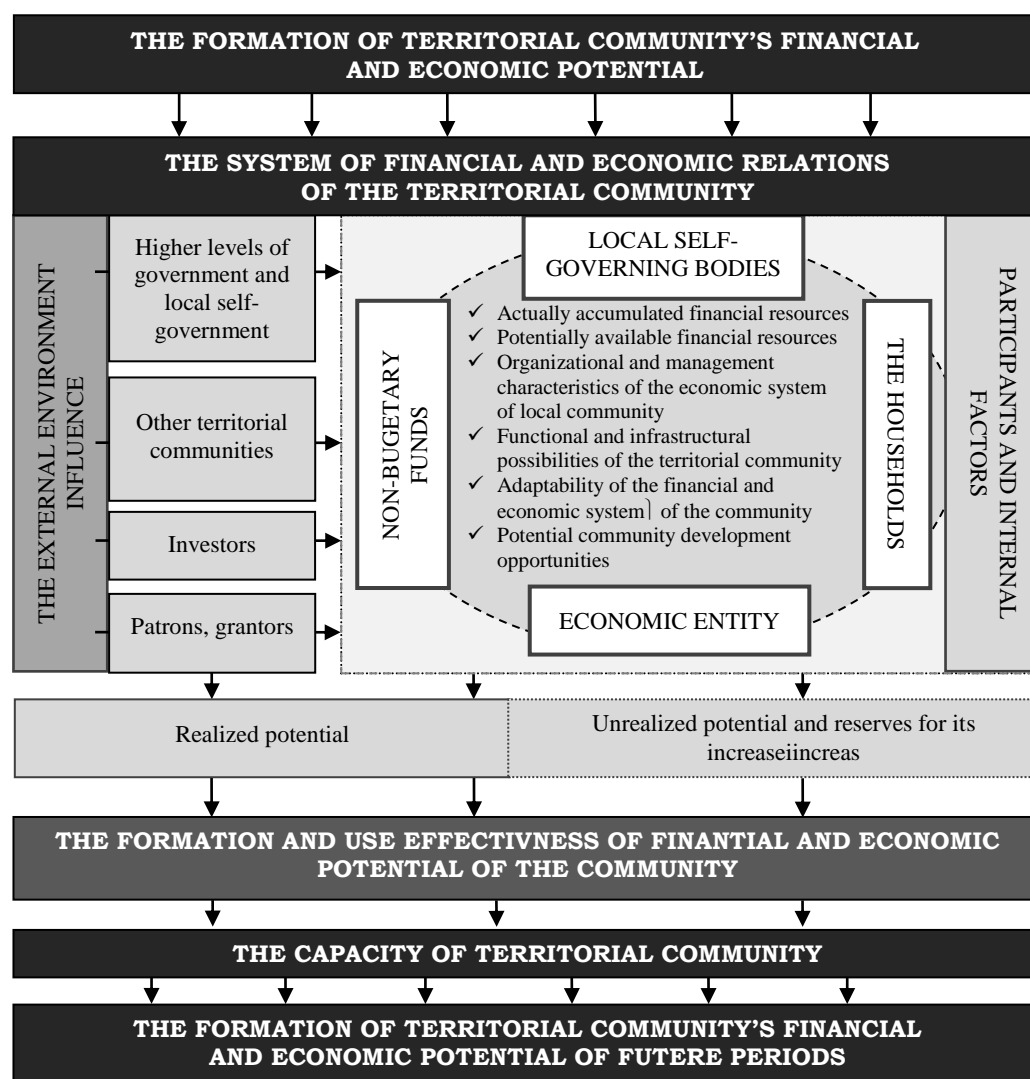 THE FORMATION OF TERRITORIAL COMMUNITY’S FINANCIAL
AND ECONOMIC POTENTIAL
THE SYSTEM OF FINANCIAL AND ECONOMIC RELATIONS
OF THE TERRITORIAL COMMUNITY
THE EXTERNAL ENVIRONMENT
INFLUENCE
Higher levels of
government and
local self-
government
Other territorial
communities
Investors
Patrons, grantors
NON-BUGETARY
FUNDS
LOCAL SELF-
GOVERNING BODIES
✓ Actually accumulated financial resources
✓ Potentially available financial resources
✓ Organizational and management
characteristics of the economic system
of local community
✓ Functional and infrastructural
possibilities of the territorial community
✓ Adaptability of the financial and
economic system⎫ of the community
✓ Potential community development
opportunities
ECONOMIC ENTITY
THE HOUSEHOLDS
PARTICIPANTS AND INTERNAL
FACTORS
Realized potential
Unrealized potential and reserves for its
increaseiincreas
THE FORMATION AND USE EFFECTIVNESS OF FINANTIAL AND ECONOMIC
POTENTIAL OF THE COMMUNITY
THE CAPACITY OF TERRITORIAL COMMUNITY
THE FORMATION OF TERRITORIAL COMMUNITY’S FINANCIAL
AND ECONOMIC POTENTIAL OF FUTERE PERIODS